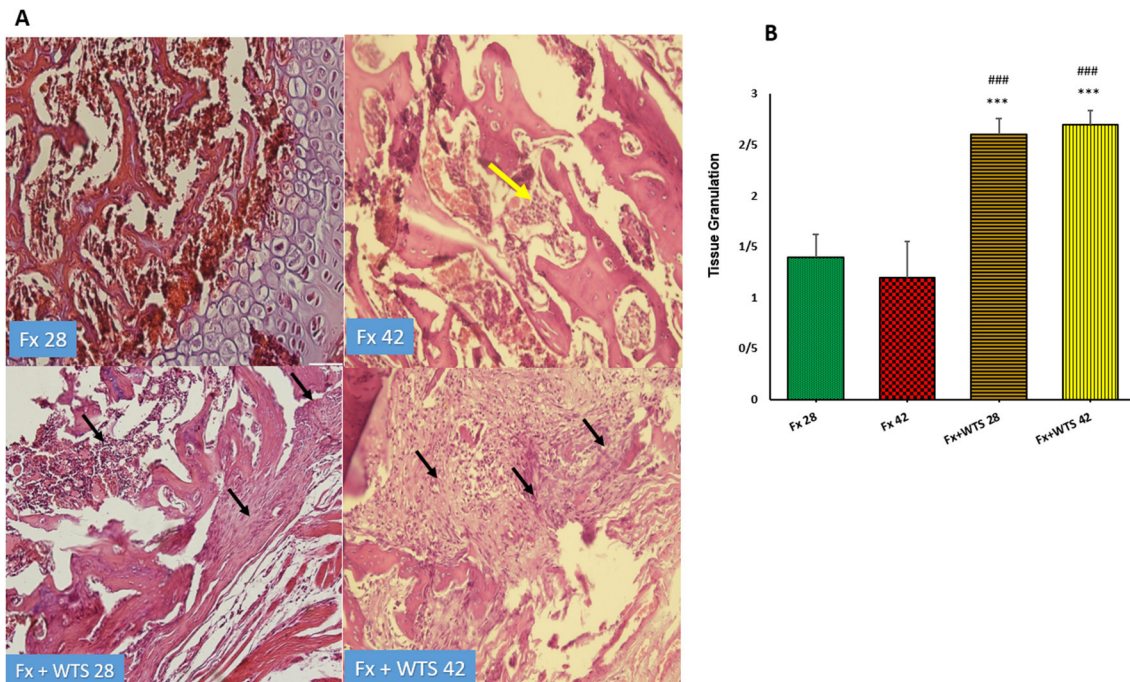 A
Fx 28
Fx 42
Fx + WTS 28
Fx + WTS 42
B
###
***
###
***
Tissue Granulation
3
2/5
2
1/5
1
0/5
0
Fx 28
Fx 42
Fx+WTS 28
Fx+WTS 42